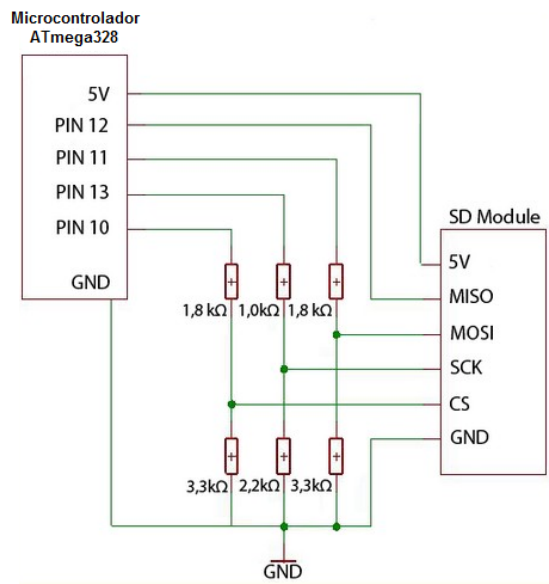 Microcontrolador
ATmega328
5V
PIN 12
PIN 11
PIN 13
PIN 10
GND
SD Module
5V
MISO
MOSI
SCK
CS
GND
1,8 kΩ
1,0kΩ
1,8 kΩ
3,3kΩ
2,2kΩ
3,3kΩ
GND